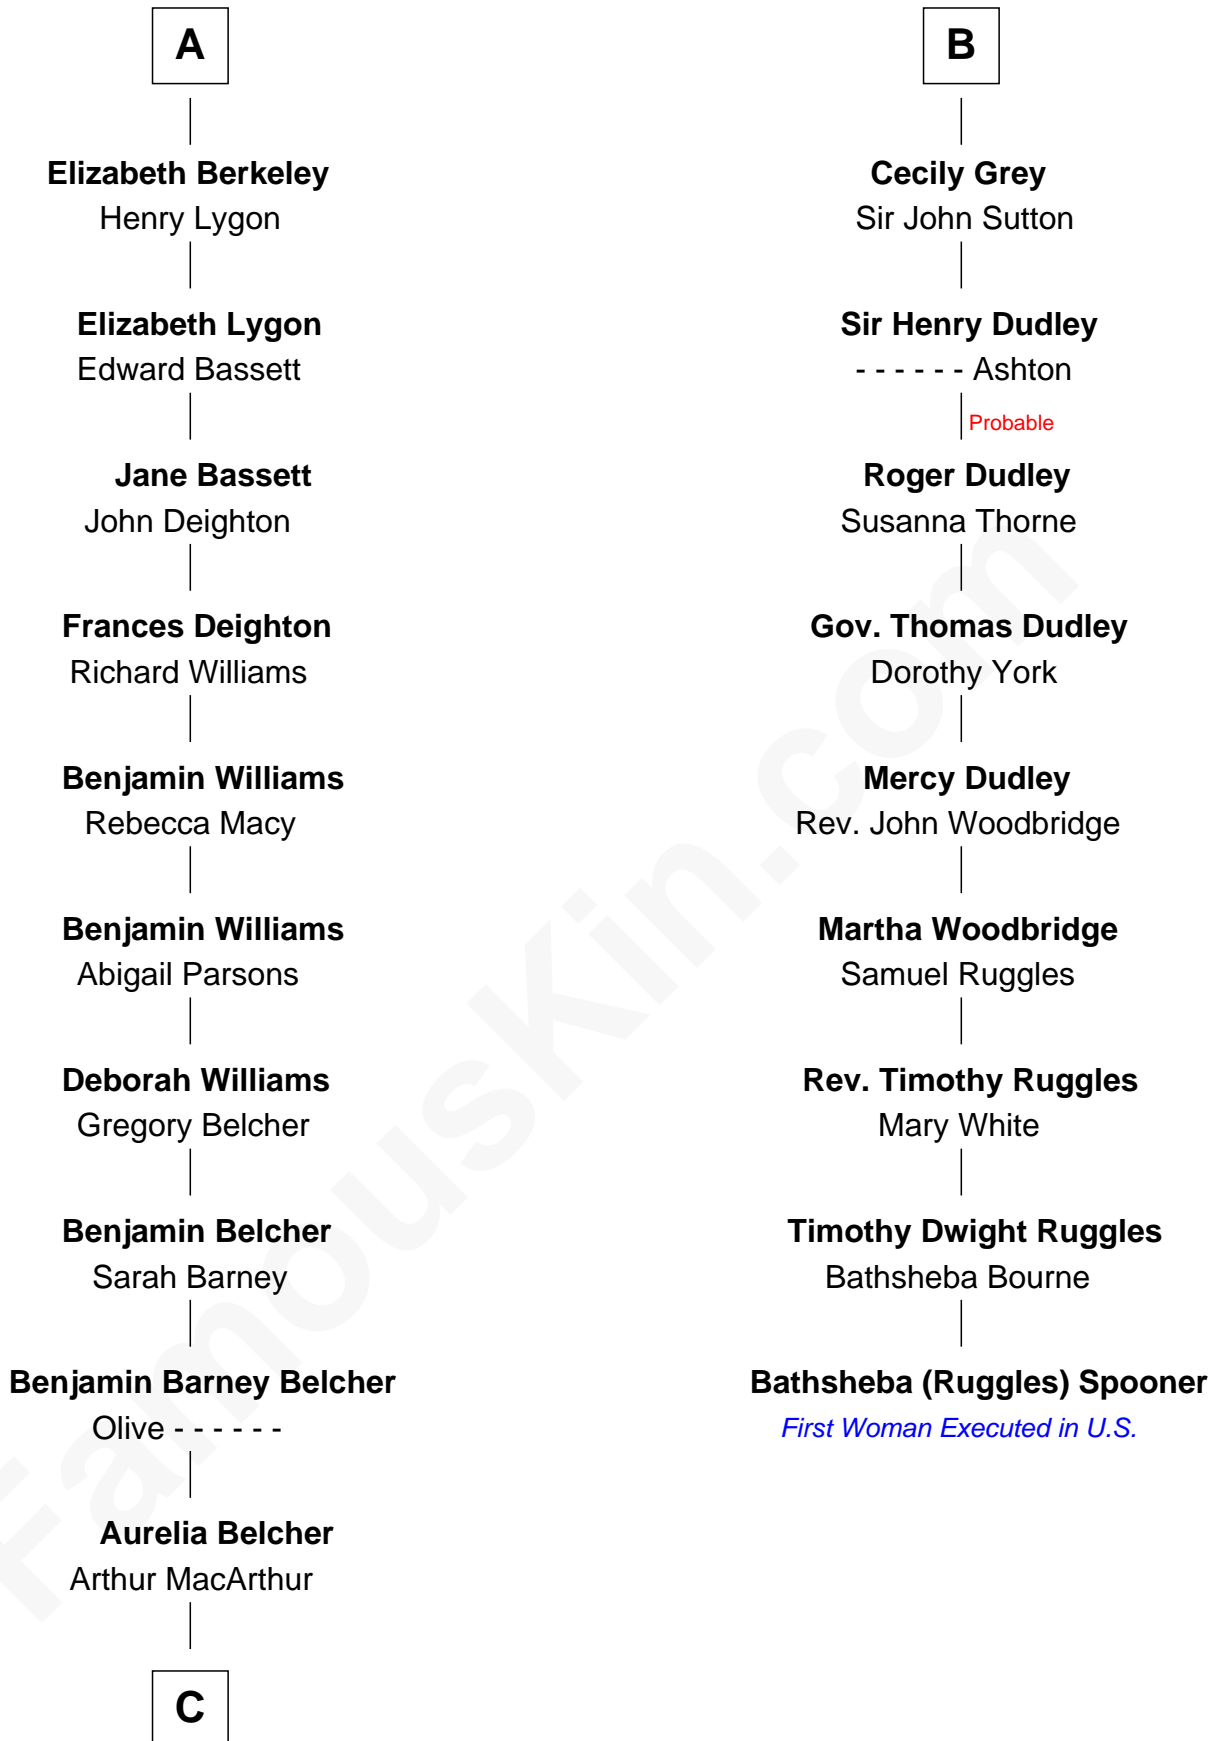 A
Elizabeth Berkeley
Henry Lygon
Elizabeth Lygon
Edward Bassett
Jane Bassett
John Deighton
Frances Deighton
Richard Williams
Benjamin Williams
Rebecca Macy
Benjamin Williams
Abigail Parsons
Deborah Williams
Gregory Belcher
Benjamin Belcher
Sarah Barney
Benjamin Barney Belcher
Olive - - - - - -
Aurelia Belcher
Arthur MacArthur
C
B
Cecily Grey
Sir John Sutton
Sir Henry Dudley
- - - - - - Ashton
Probable
Roger Dudley
Susanna Thorne
Gov. Thomas Dudley
Dorothy York
Mercy Dudley
Rev. John Woodbridge
Martha Woodbridge
Samuel Ruggles
Rev. Timothy Ruggles
Mary White
Timothy Dwight Ruggles
Bathsheba Bourne
Bathsheba (Ruggles) Spooner
First Woman Executed in U.S.
FamousKin.com